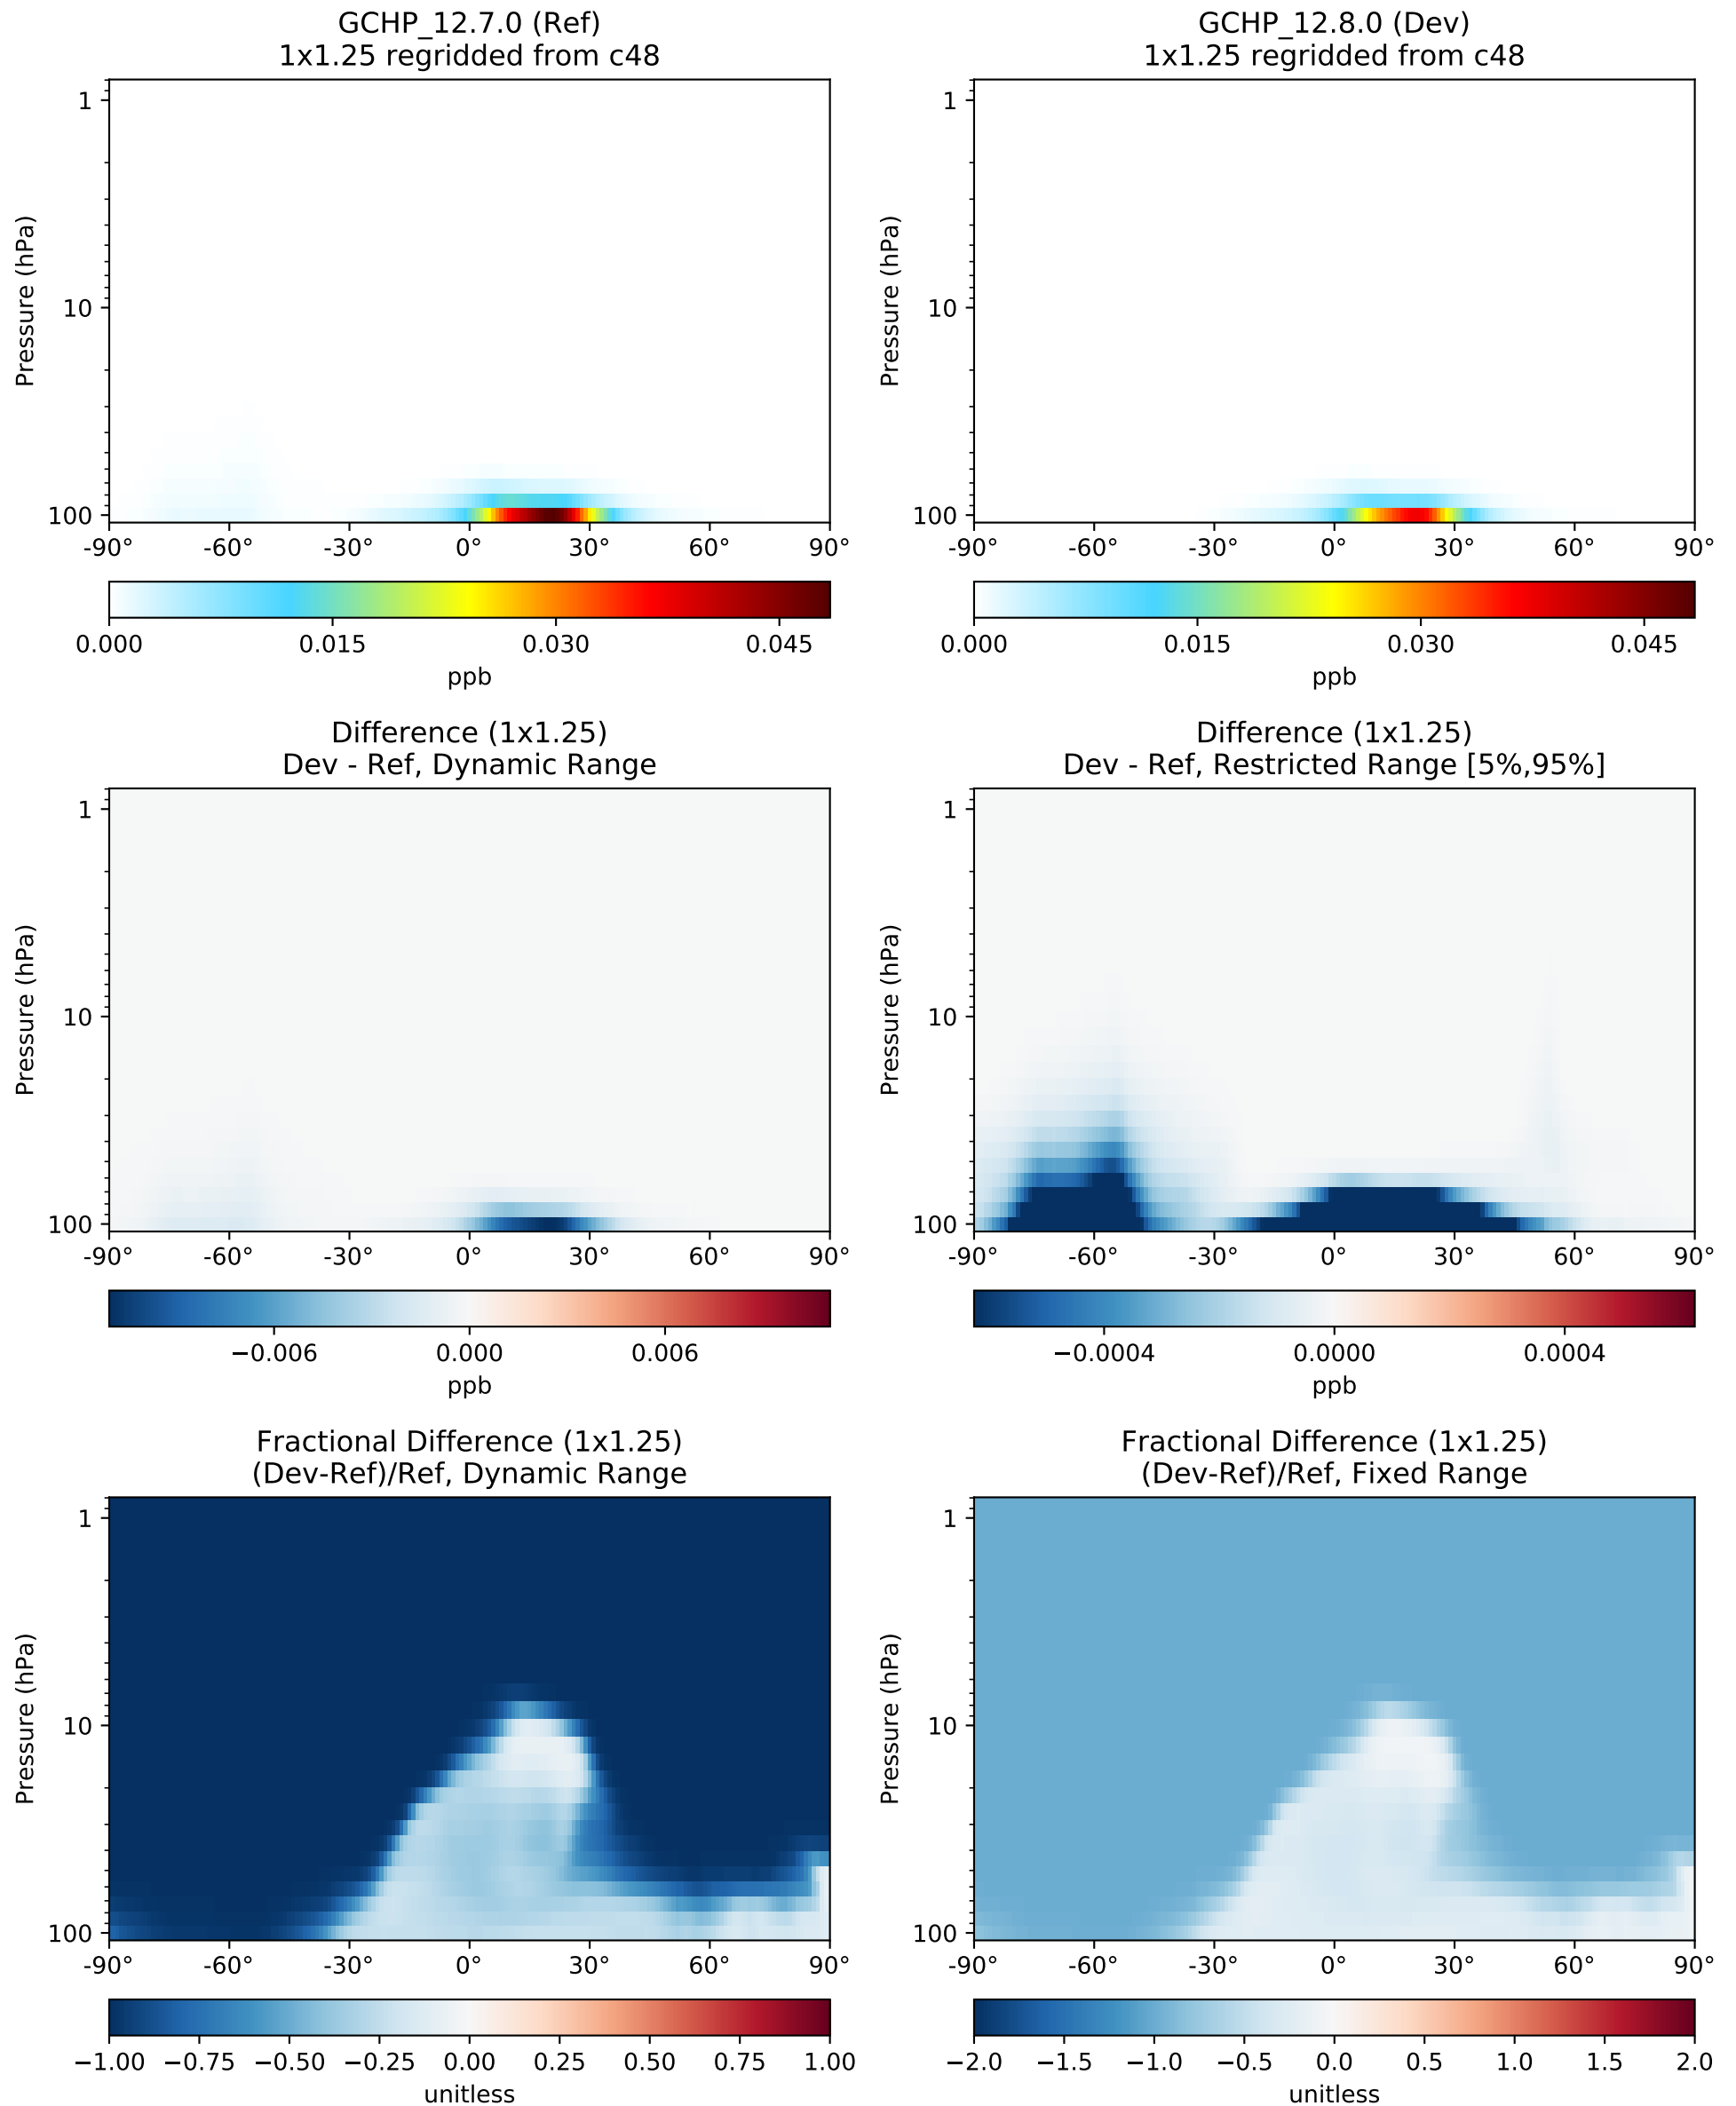 GCHP_12.7.0 (Ref)
1x1.25 regridded from c48
Pressure (hPa)
1
10
100
-90° -60° -30° 0° 30° 60° 90°
0.000 0.015 0.030 0.045
ppb
GCHP_12.8.0 (Dev)
1x1.25 regridded from c48
Pressure (hPa)
1
10
100
-90° -60° -30° 0° 30° 60° 90°
0.000 0.015 0.030 0.045
ppb
Difference (1x1.25)
Dev - Ref, Dynamic Range
Pressure (hPa)
1
10
100
-90° -60° -30° 0° 30° 60° 90°
−0.006 0.000 0.006
ppb
Difference (1x1.25)
Dev - Ref, Restricted Range [5%,95%]
Pressure (hPa)
1
10
100
-90° -60° -30° 0° 30° 60° 90°
−0.0004 0.0000 0.0004
ppb
Fractional Difference (1x1.25)
(Dev-Ref)/Ref, Dynamic Range
Pressure (hPa)
1
10
100
-90° -60° -30° 0° 30° 60° 90°
−1.00 −0.75 −0.50 −0.25 0.00 0.25 0.50 0.75 1.00
unitless
Fractional Difference (1x1.25)
(Dev-Ref)/Ref, Fixed Range
Pressure (hPa)
1
10
100
-90° -60° -30° 0° 30° 60° 90°
−2.0 −1.5 −1.0 −0.5 0.0 0.5 1.0 1.5 2.0
unitless